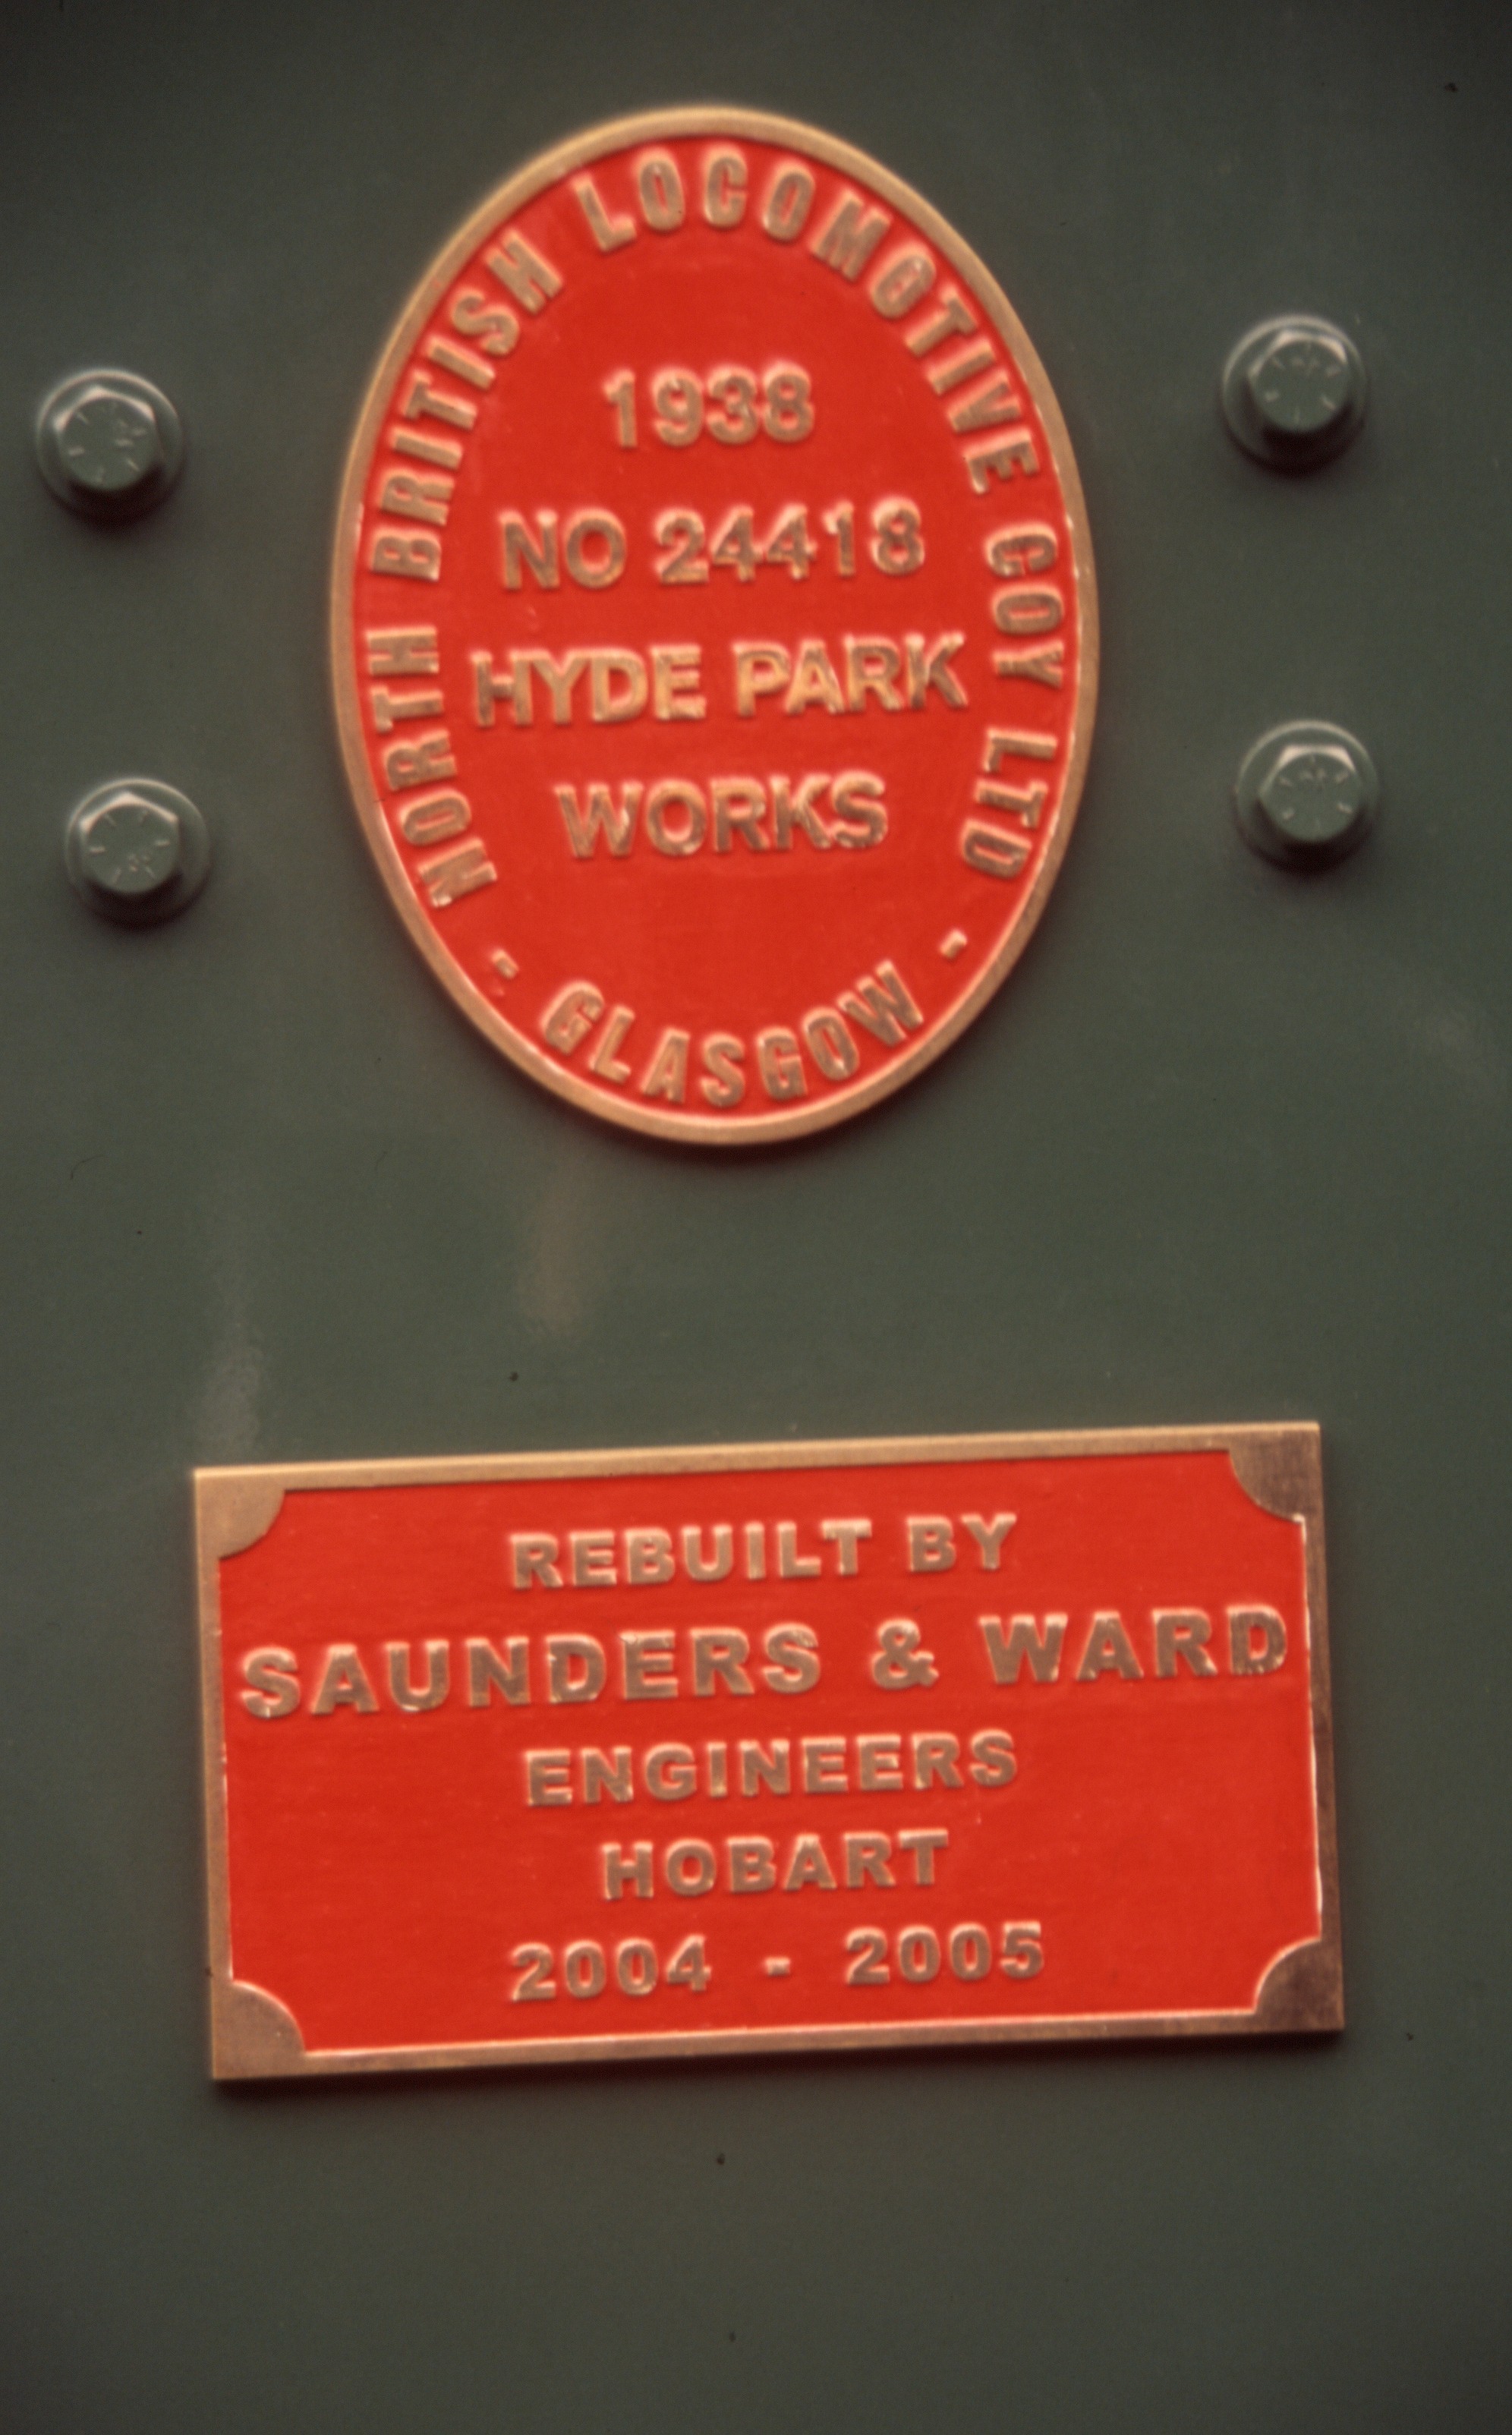 NORTH BRITISH LOCOMOTIVE COY LTD
1938
NO 24418
HYDE PARK
WORKS
- GLASGOW -
REBUILT BY
SAUNDERS & WARD
ENGINEERS
HOBART
2004 - 2005